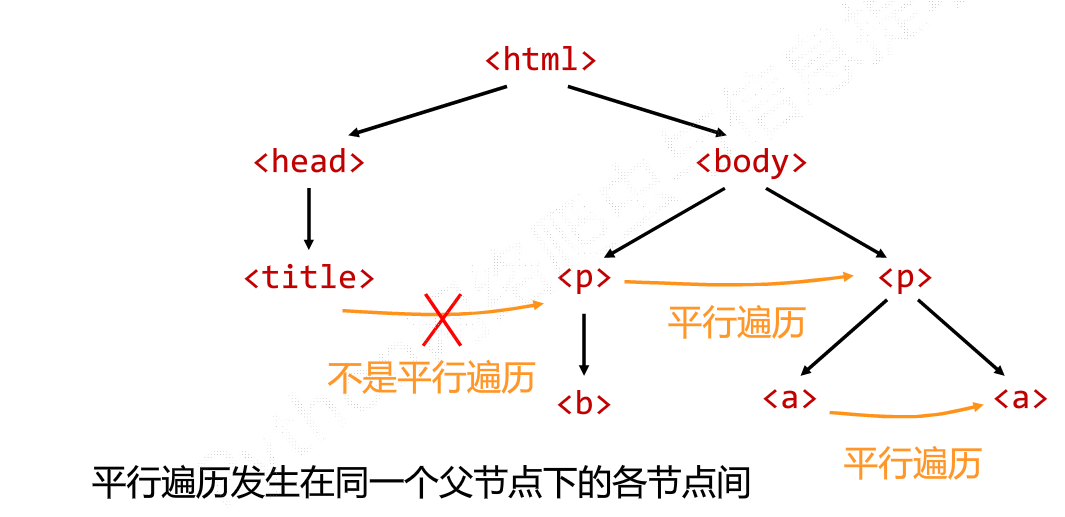 <html>
<head>
<body>
<title>
<p>
<p>
平行遍历
不是平行遍历
<b>
<a>
<a>
平行遍历
平行遍历发生在同一个父节点下的各节点间